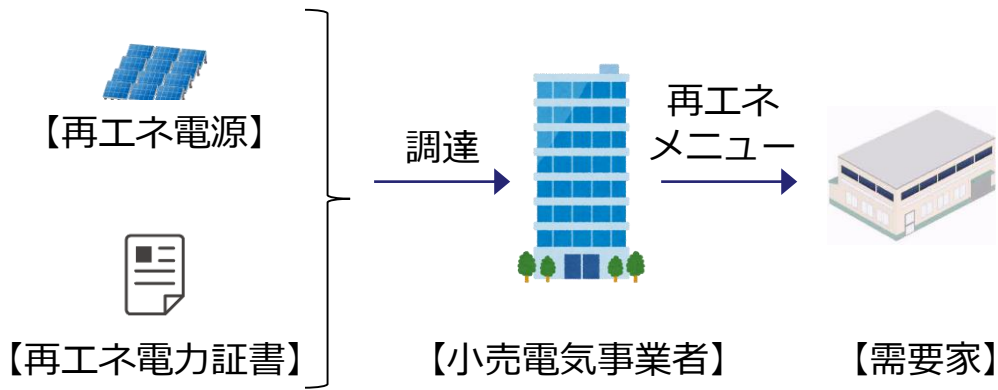 【再エネ電源】
【再エネ電力証書】
調達
【小売電気事業者】
再エネ
メニュー
【需要家】